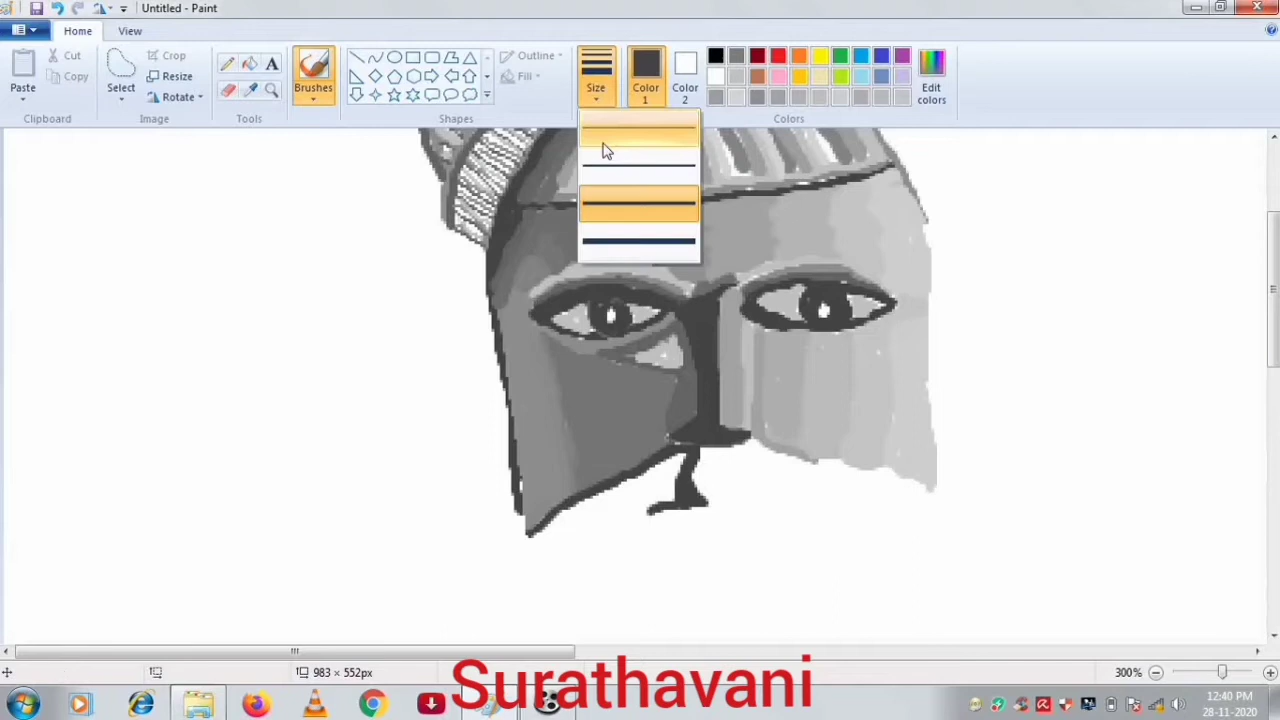 Untitled - Paint
Home View
Paste
Cut
Copy
Clipboard
Select
Crop
Resize
Rotate
Image
A
Tools
Brushes
Shapes
Outline
Fill
Size
Color
1
Color
2
Colors
Edit
colors
983 × 552px
300%
Surathavani
12:40 PM
28-11-2020